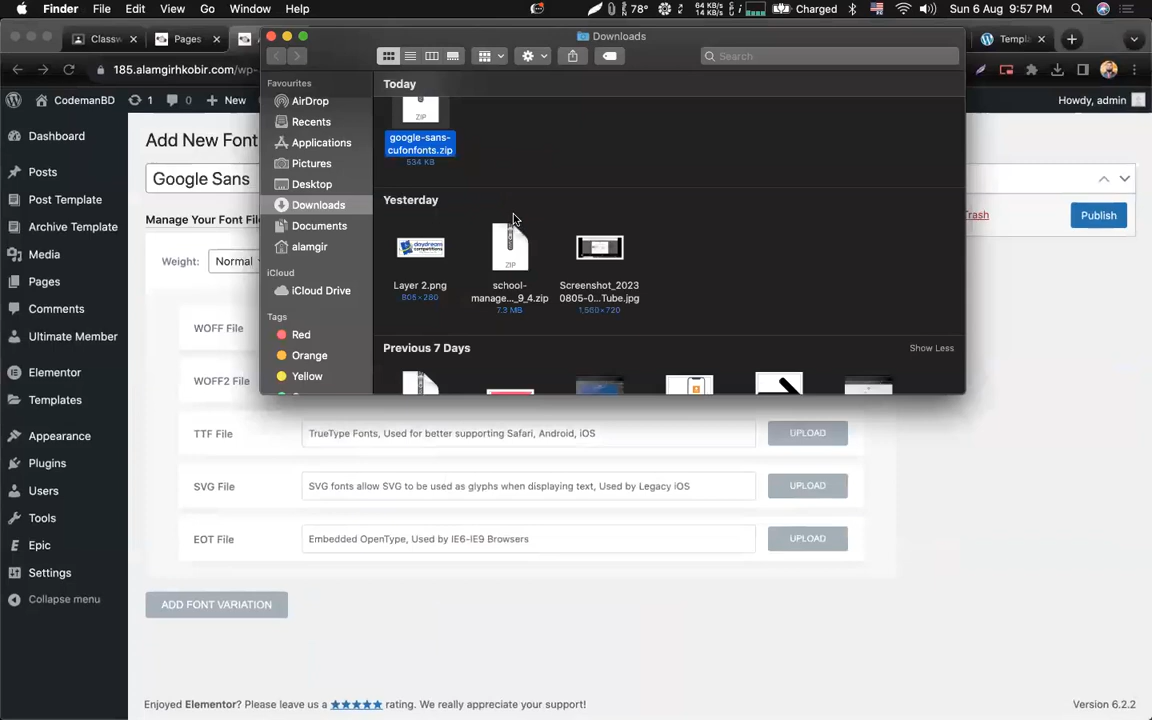 Finder File Edit View Go Window Help
78° 64 KB/s 14 KB/s Charged Sun 6 Aug 9:57 PM
Classw
Pages
Templa
185.alamgirhkobir.com/wp-
CodemanBD 1 0 New
Howdy, admin
Dashboard
Posts
Post Template
Archive Template
Media
Pages
Comments
Ultimate Member
Elementor
Templates
Appearance
Plugins
Users
Tools
Epic
Settings
Collapse menu
Add New Font
Google Sans
Manage Your Font File
Weight: Normal
WOFF File
WOFF2 File
TTF File TrueType Fonts, Used for better supporting Safari, Android, iOS UPLOAD
SVG File SVG fonts allow SVG to be used as glyphs when displaying text, Used by Legacy iOS UPLOAD
EOT File Embedded OpenType, Used by IE6-IE9 Browsers UPLOAD
ADD FONT VARIATION
Trash
Publish
Enjoyed Elementor? Please leave us a ★★★★★ rating. We really appreciate your support!
Version 6.2.2
Downloads
Search
Favourites
AirDrop
Recents
Applications
Pictures
Desktop
Downloads
Documents
alamgir
iCloud
iCloud Drive
Tags
Red
Orange
Yellow
Today
ZIP
google-sans-
cufonfonts.zip
534 KB
Yesterday
daydream
competitions
Layer 2.png
805×280
ZIP
school-
manage..._9_4.zip
7.3 MB
Screenshot_2023
0805-0...Tube.jpg
1,560×720
Previous 7 Days
Show Less